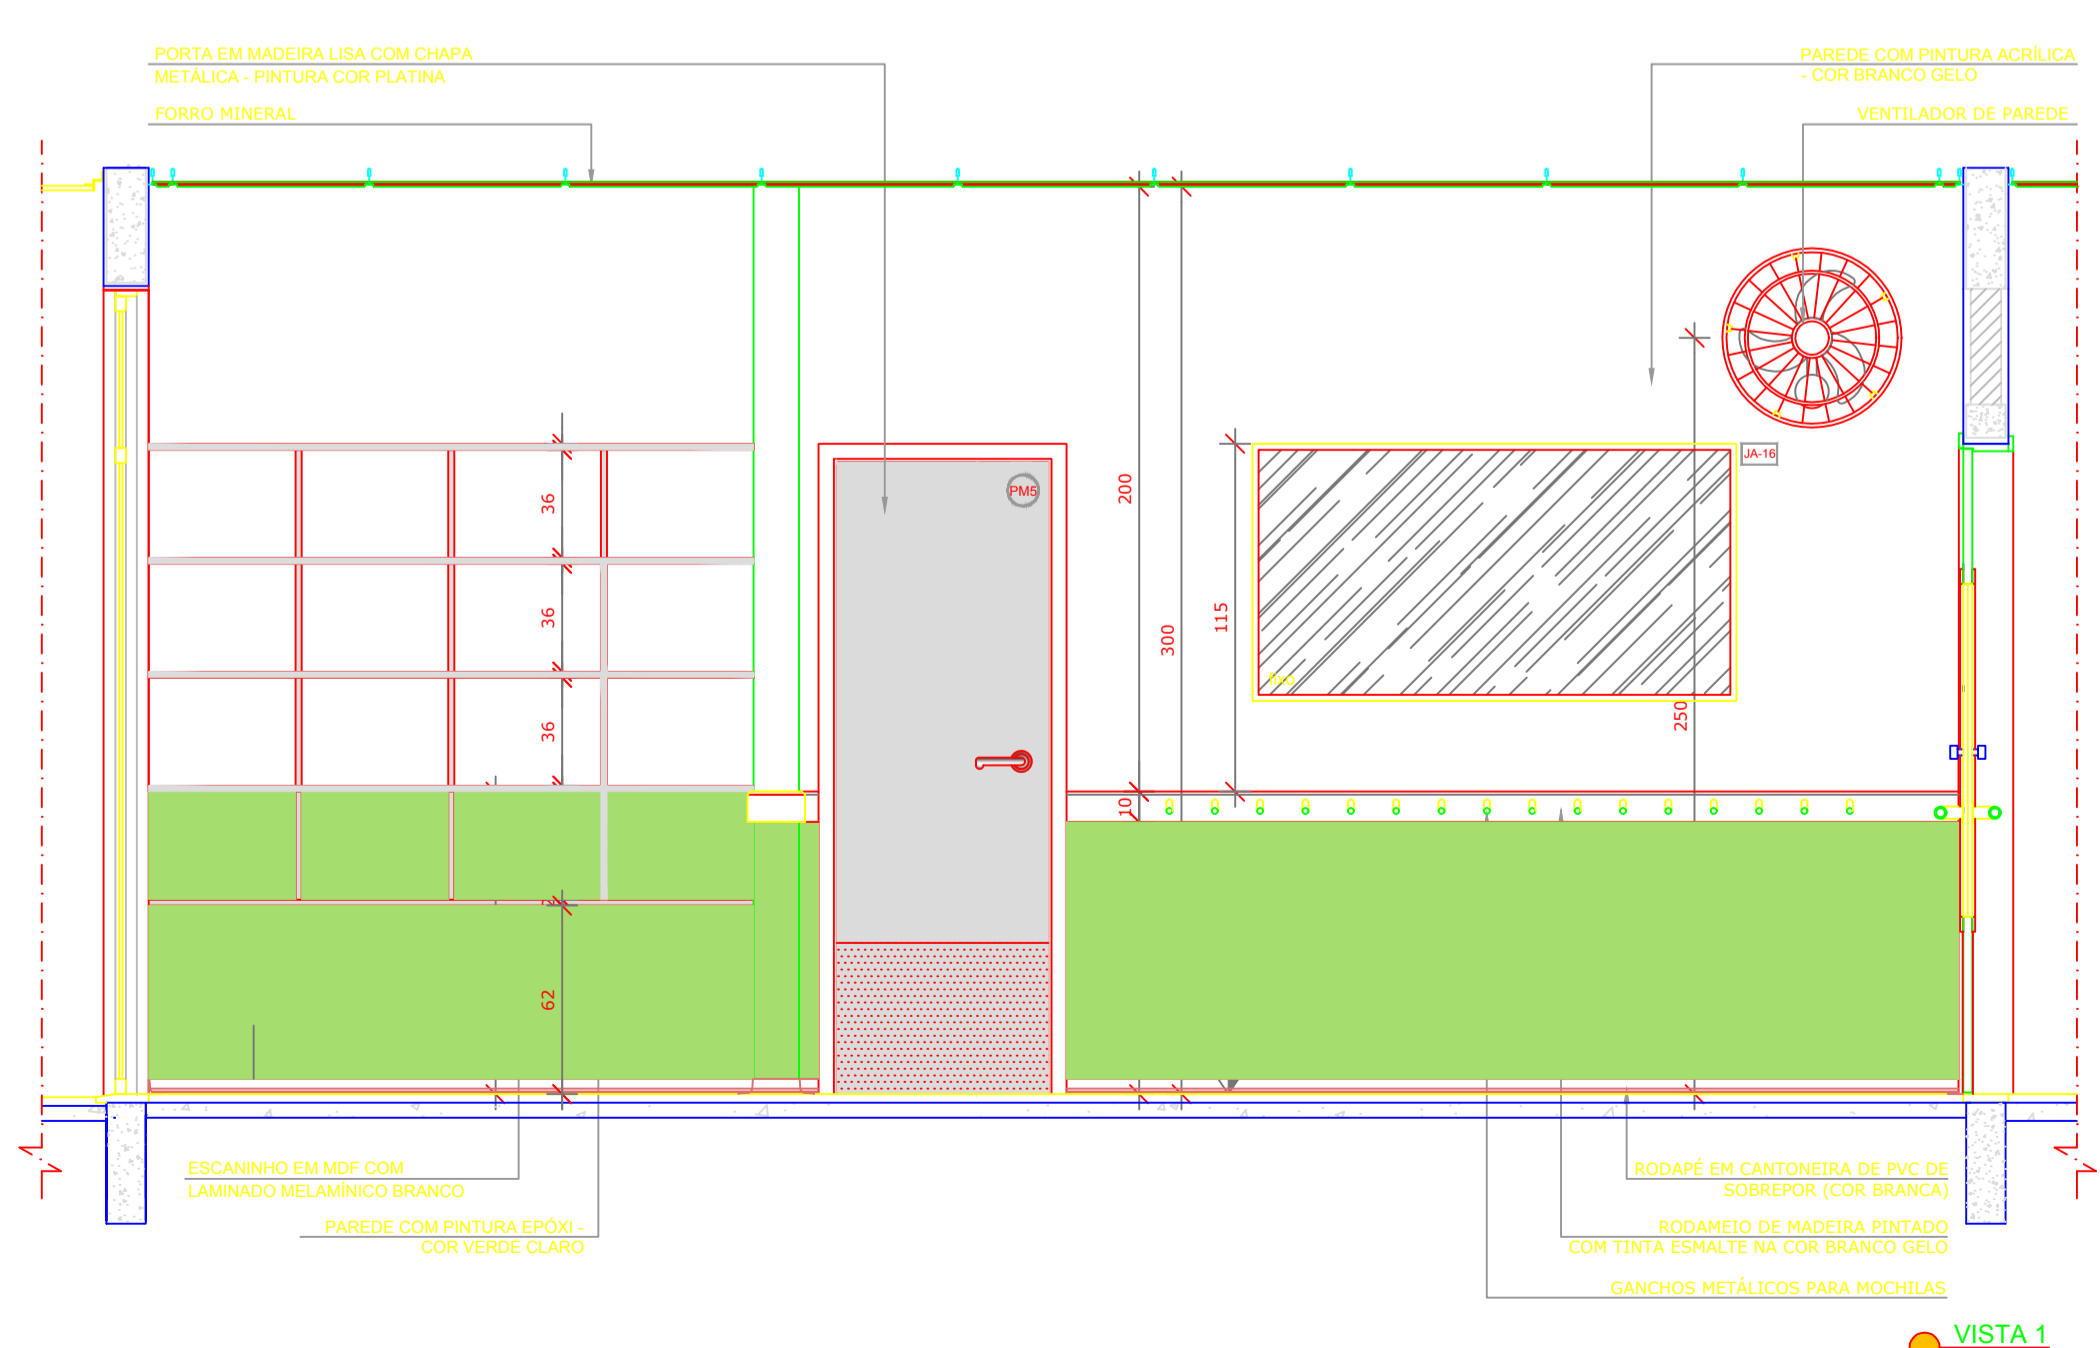 PORTA EM MADEIRA LISA COM CHAPA
METÁLICA - PINTURA COR PLATINA
FORRO MINERAL
PAREDE COM PINTURA ACRÍLICA
- COR BRANCO GELO
VENTILADOR DE PAREDE
JA-16
PM5
36
200
36
115
300
fixo
250
36
10
62
ESCANINHO EM MDF COM
LAMINADO MELAMÍNICO BRANCO
PAREDE COM PINTURA EPÓXI -
COR VERDE CLARO
RODAPÉ EM CANTONEIRA DE PVC DE
SOBREPOR (COR BRANCA)
RODAMEIO DE MADEIRA PINTADO
COM TINTA ESMALTE NA COR BRANCO GELO
GANCHOS METÁLICOS PARA MOCHILAS
VISTA 1